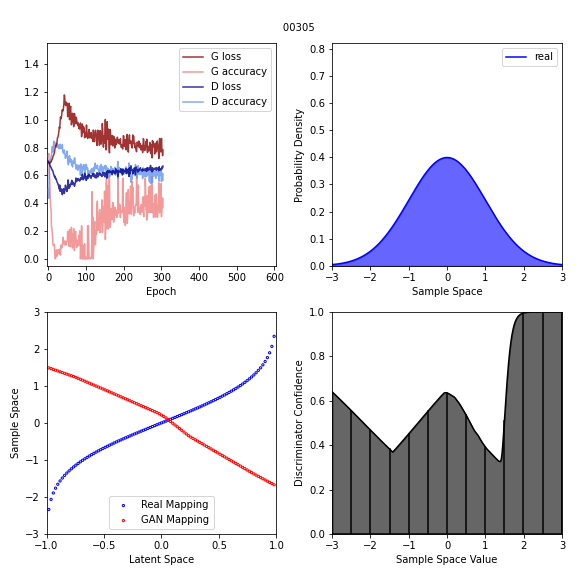 00305
G loss
G accuracy
D loss
D accuracy
1.4
1.2
1.0
0.8
0.6
0.4
0.2
0.0
0 100 200 300 400 500 600
Epoch
real
Probability Density
0.8
0.7
0.6
0.5
0.4
0.3
0.2
0.1
0.0
−3 −2 −1 0 1 2 3
Sample Space
Sample Space
3
2
1
0
−1
−2
−3
Real Mapping
GAN Mapping
−1.0 −0.5 0.0 0.5 1.0
Latent Space
Discriminator Confidence
1.0
0.8
0.6
0.4
0.2
0.0
−3 −2 −1 0 1 2 3
Sample Space Value